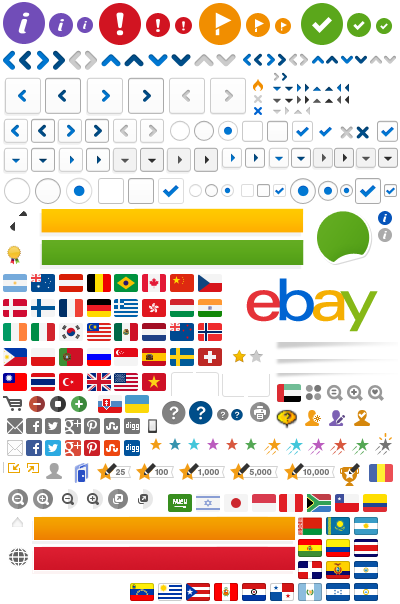 i i i ! ! !
i
ebay
i
? ? ? ?
?
f g+ digg
f g+ digg
25 100 1,000 5,000 10,000